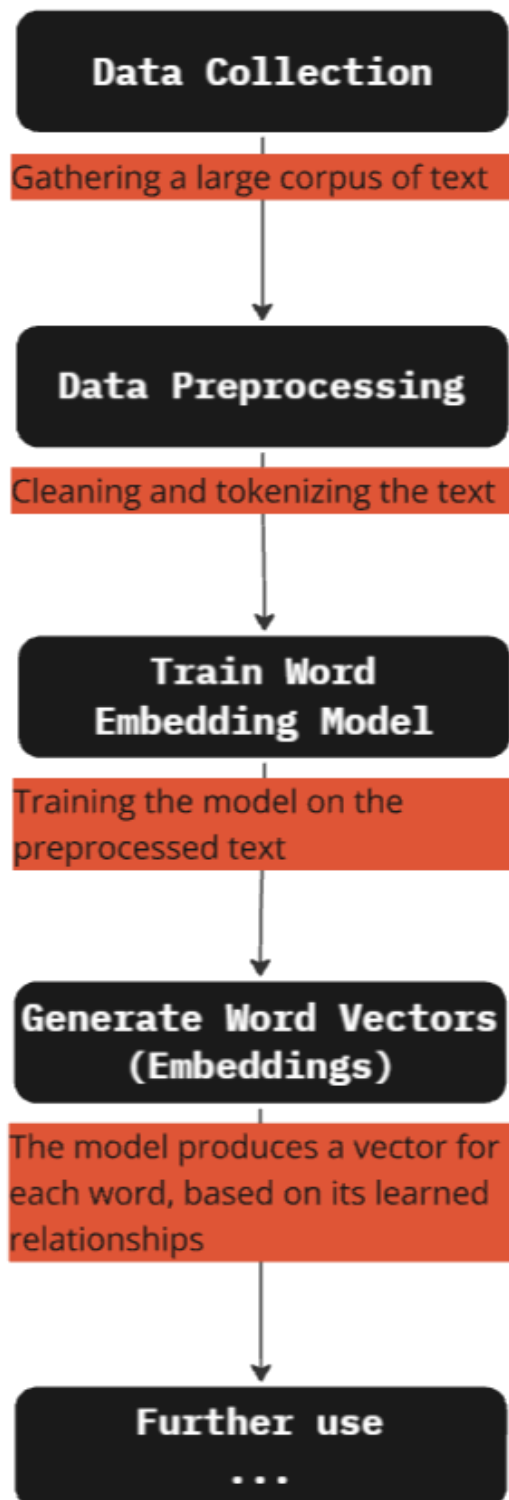 Data Collection
Gathering a large corpus of text
Data Preprocessing
Cleaning and tokenizing the text
Train Word
Embedding Model
Training the model on the
preprocessed text
Generate Word Vectors
(Embeddings)
The model produces a vector for
each word, based on its learned
relationships
Further use
...